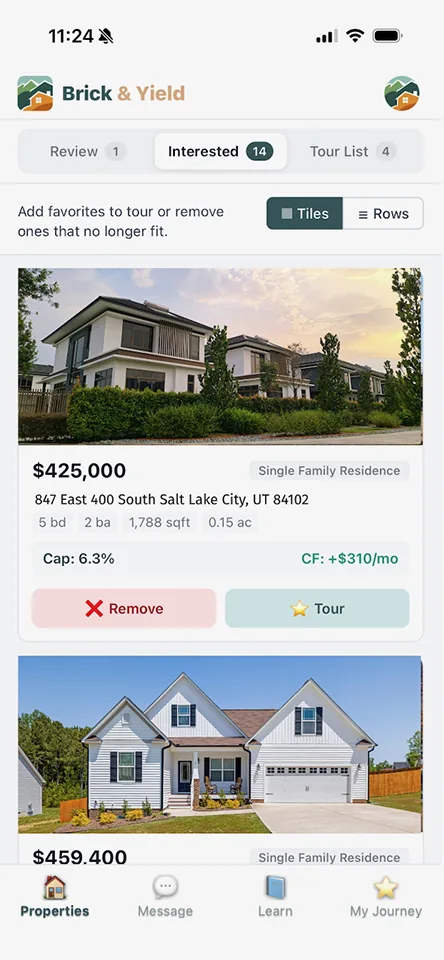 11:24
Brick & Yield
Review 1
Interested 14
Tour List 4
Add favorites to tour or remove
ones that no longer fit.
Tiles
Rows
$425,000
Single Family Residence
847 East 400 South Salt Lake City, UT 84102
5 bd 2 ba 1,788 sqft 0.15 ac
Cap: 6.3%
CF: +$310/mo
Remove
Tour
$459,400
Single Family Residence
Properties
Message
Learn
My Journey